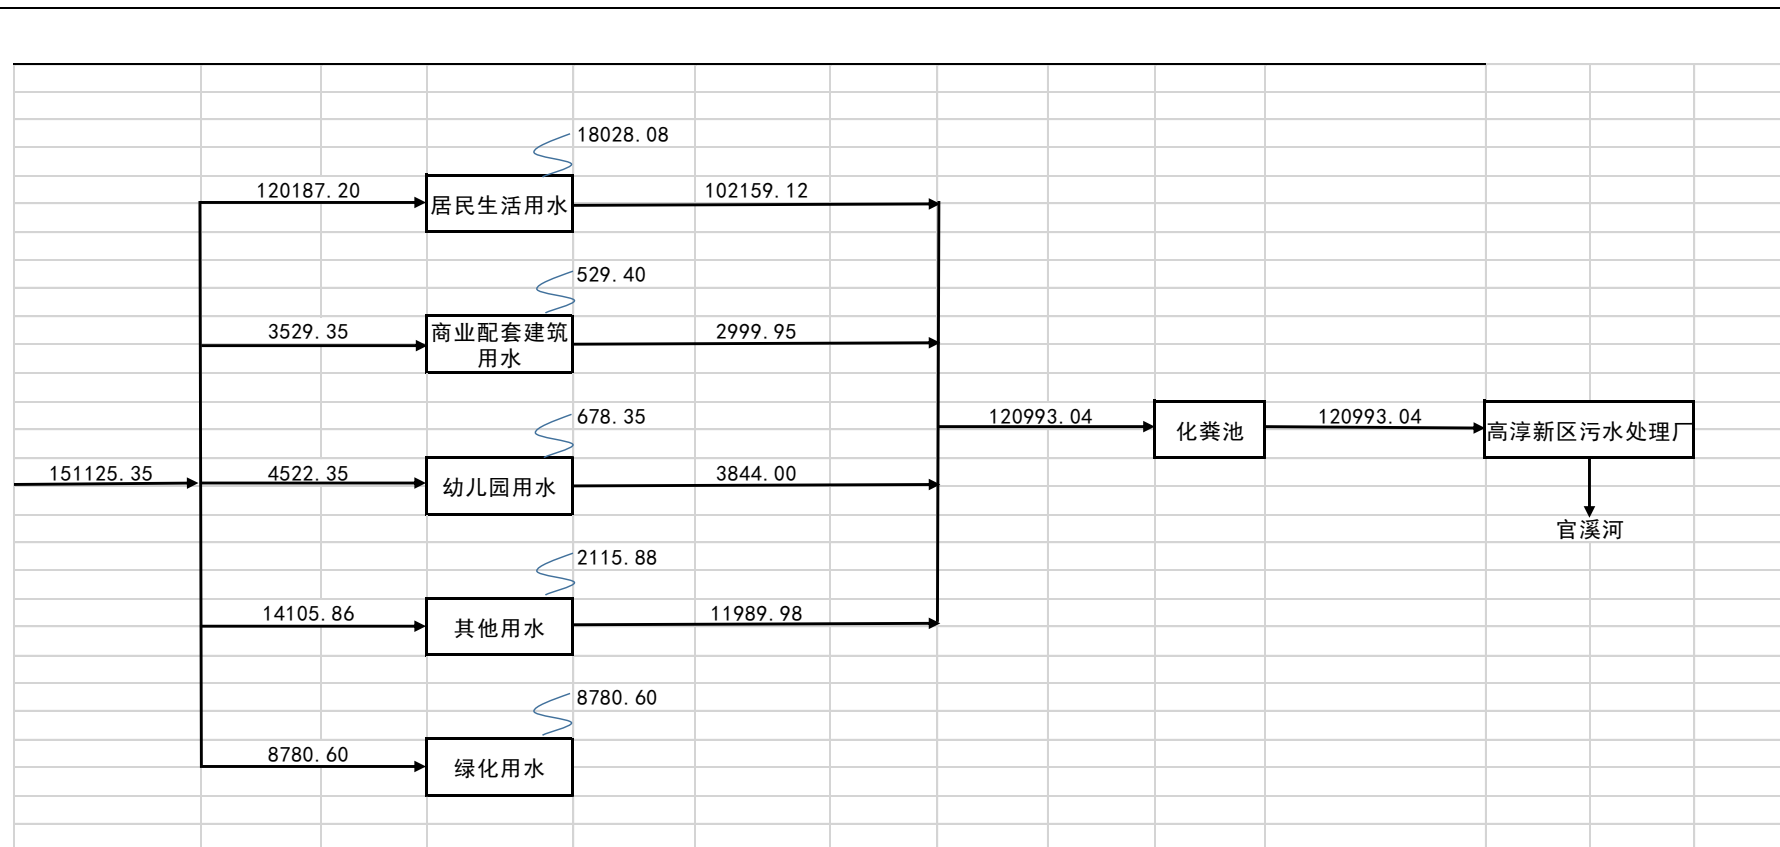 18028.08
120187.20
居民生活用水
102159.12
529.40
3529.35
商业配套建筑
用水
2999.95
678.35
120993.04
化粪池
120993.04
高淳新区污水处理厂
151125.35
4522.35
幼儿园用水
3844.00
官溪河
2115.88
14105.86
其他用水
11989.98
8780.60
8780.60
绿化用水